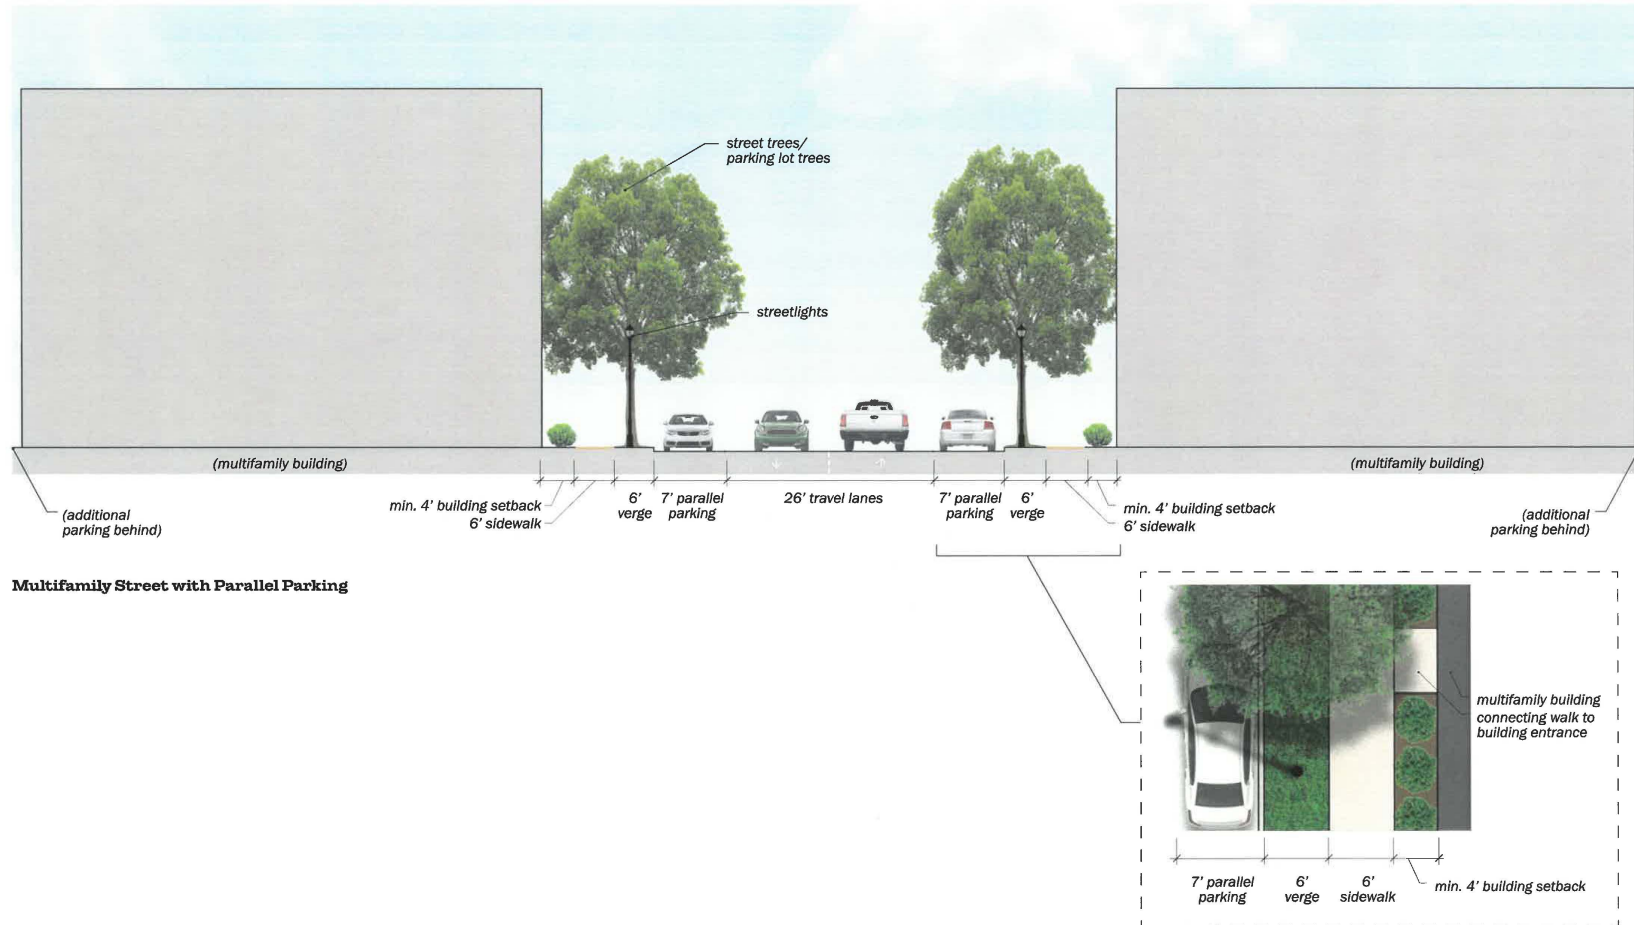 street trees/
parking lot trees
streetlights
(multifamily building)
(multifamily building)
(additional
parking behind)
min. 4' building setback
6' sidewalk
6'
verge
7' parallel
parking
26' travel lanes
7' parallel
parking
6'
verge
min. 4' building setback
6' sidewalk
(additional
parking behind)
Multifamily Street with Parallel Parking
multifamily building
connecting walk to
building entrance
7' parallel
parking
6'
verge
6'
sidewalk
min. 4' building setback